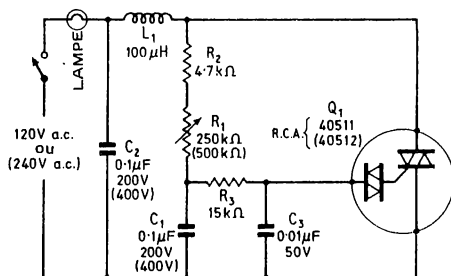 LAMPE
L1
100μH
R2
4·7kΩ
120V a.c.
ou
(240V a.c.)
C2
0·1μF
200V
(400V)
R1
250kΩ
(500kΩ)
Q1
R.C.A. { 40511
(40512)
R3
15kΩ
C1
0·1μF
200V
(400V)
C3
0·01μF
50V